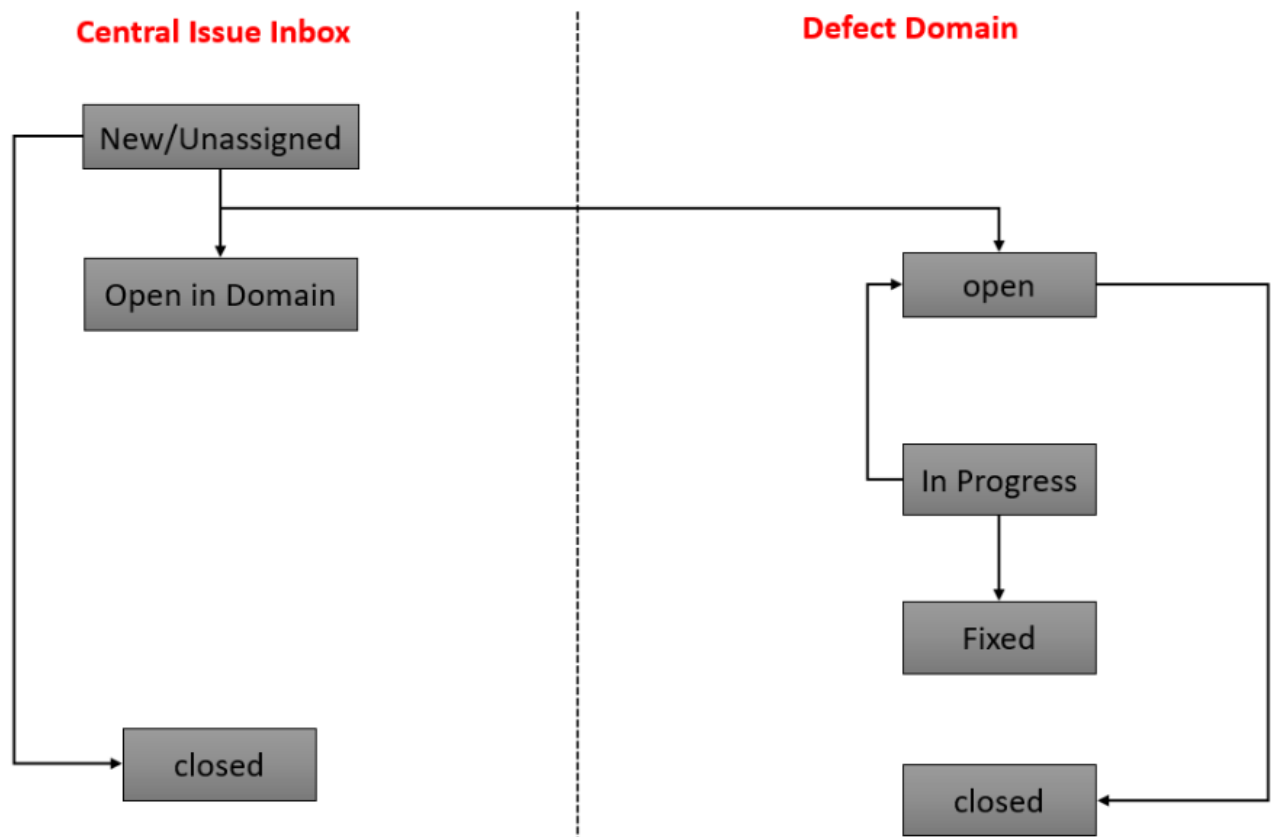 Central Issue Inbox
Defect Domain
New/Unassigned
Open in Domain
open
In Progress
Fixed
closed
closed